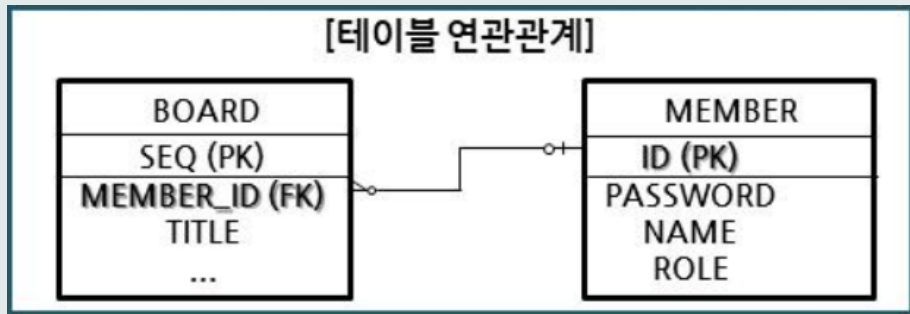 [테이블 연관관계]
BOARD
SEQ (PK)
MEMBER_ID (FK)
TITLE
...
MEMBER
ID (PK)
PASSWORD
NAME
ROLE